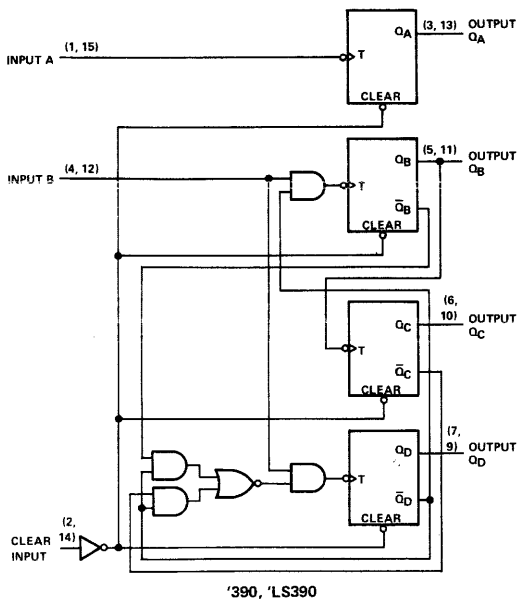 (1, 15)
INPUT A
T
QA
CLEAR
(3, 13)
OUTPUT
QA
(4, 12)
INPUT B
T
QB
Q̄B
CLEAR
(5, 11)
OUTPUT
QB
T
QC
Q̄C
CLEAR
(6,
10)
OUTPUT
QC
T
QD
Q̄D
CLEAR
(7,
9)
OUTPUT
QD
(2,
14)
CLEAR
INPUT
'390, 'LS390